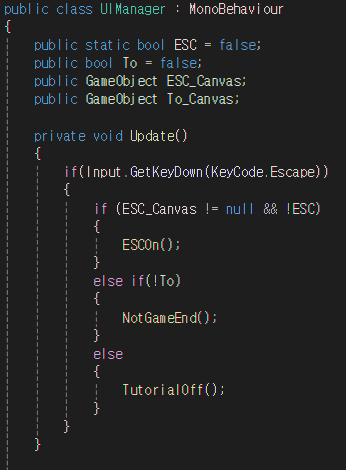 public class UIManager : MonoBehaviour
{
public static bool ESC = false;
public bool To = false;
public GameObject ESC_Canvas;
public GameObject To_Canvas;
private void Update()
{
if(Input.GetKeyDown(KeyCode.Escape))
{
if (ESC_Canvas != null && !ESC)
{
ESCOn();
}
else if(!To)
{
NotGameEnd();
}
else
{
TutorialOff();
}
}
}